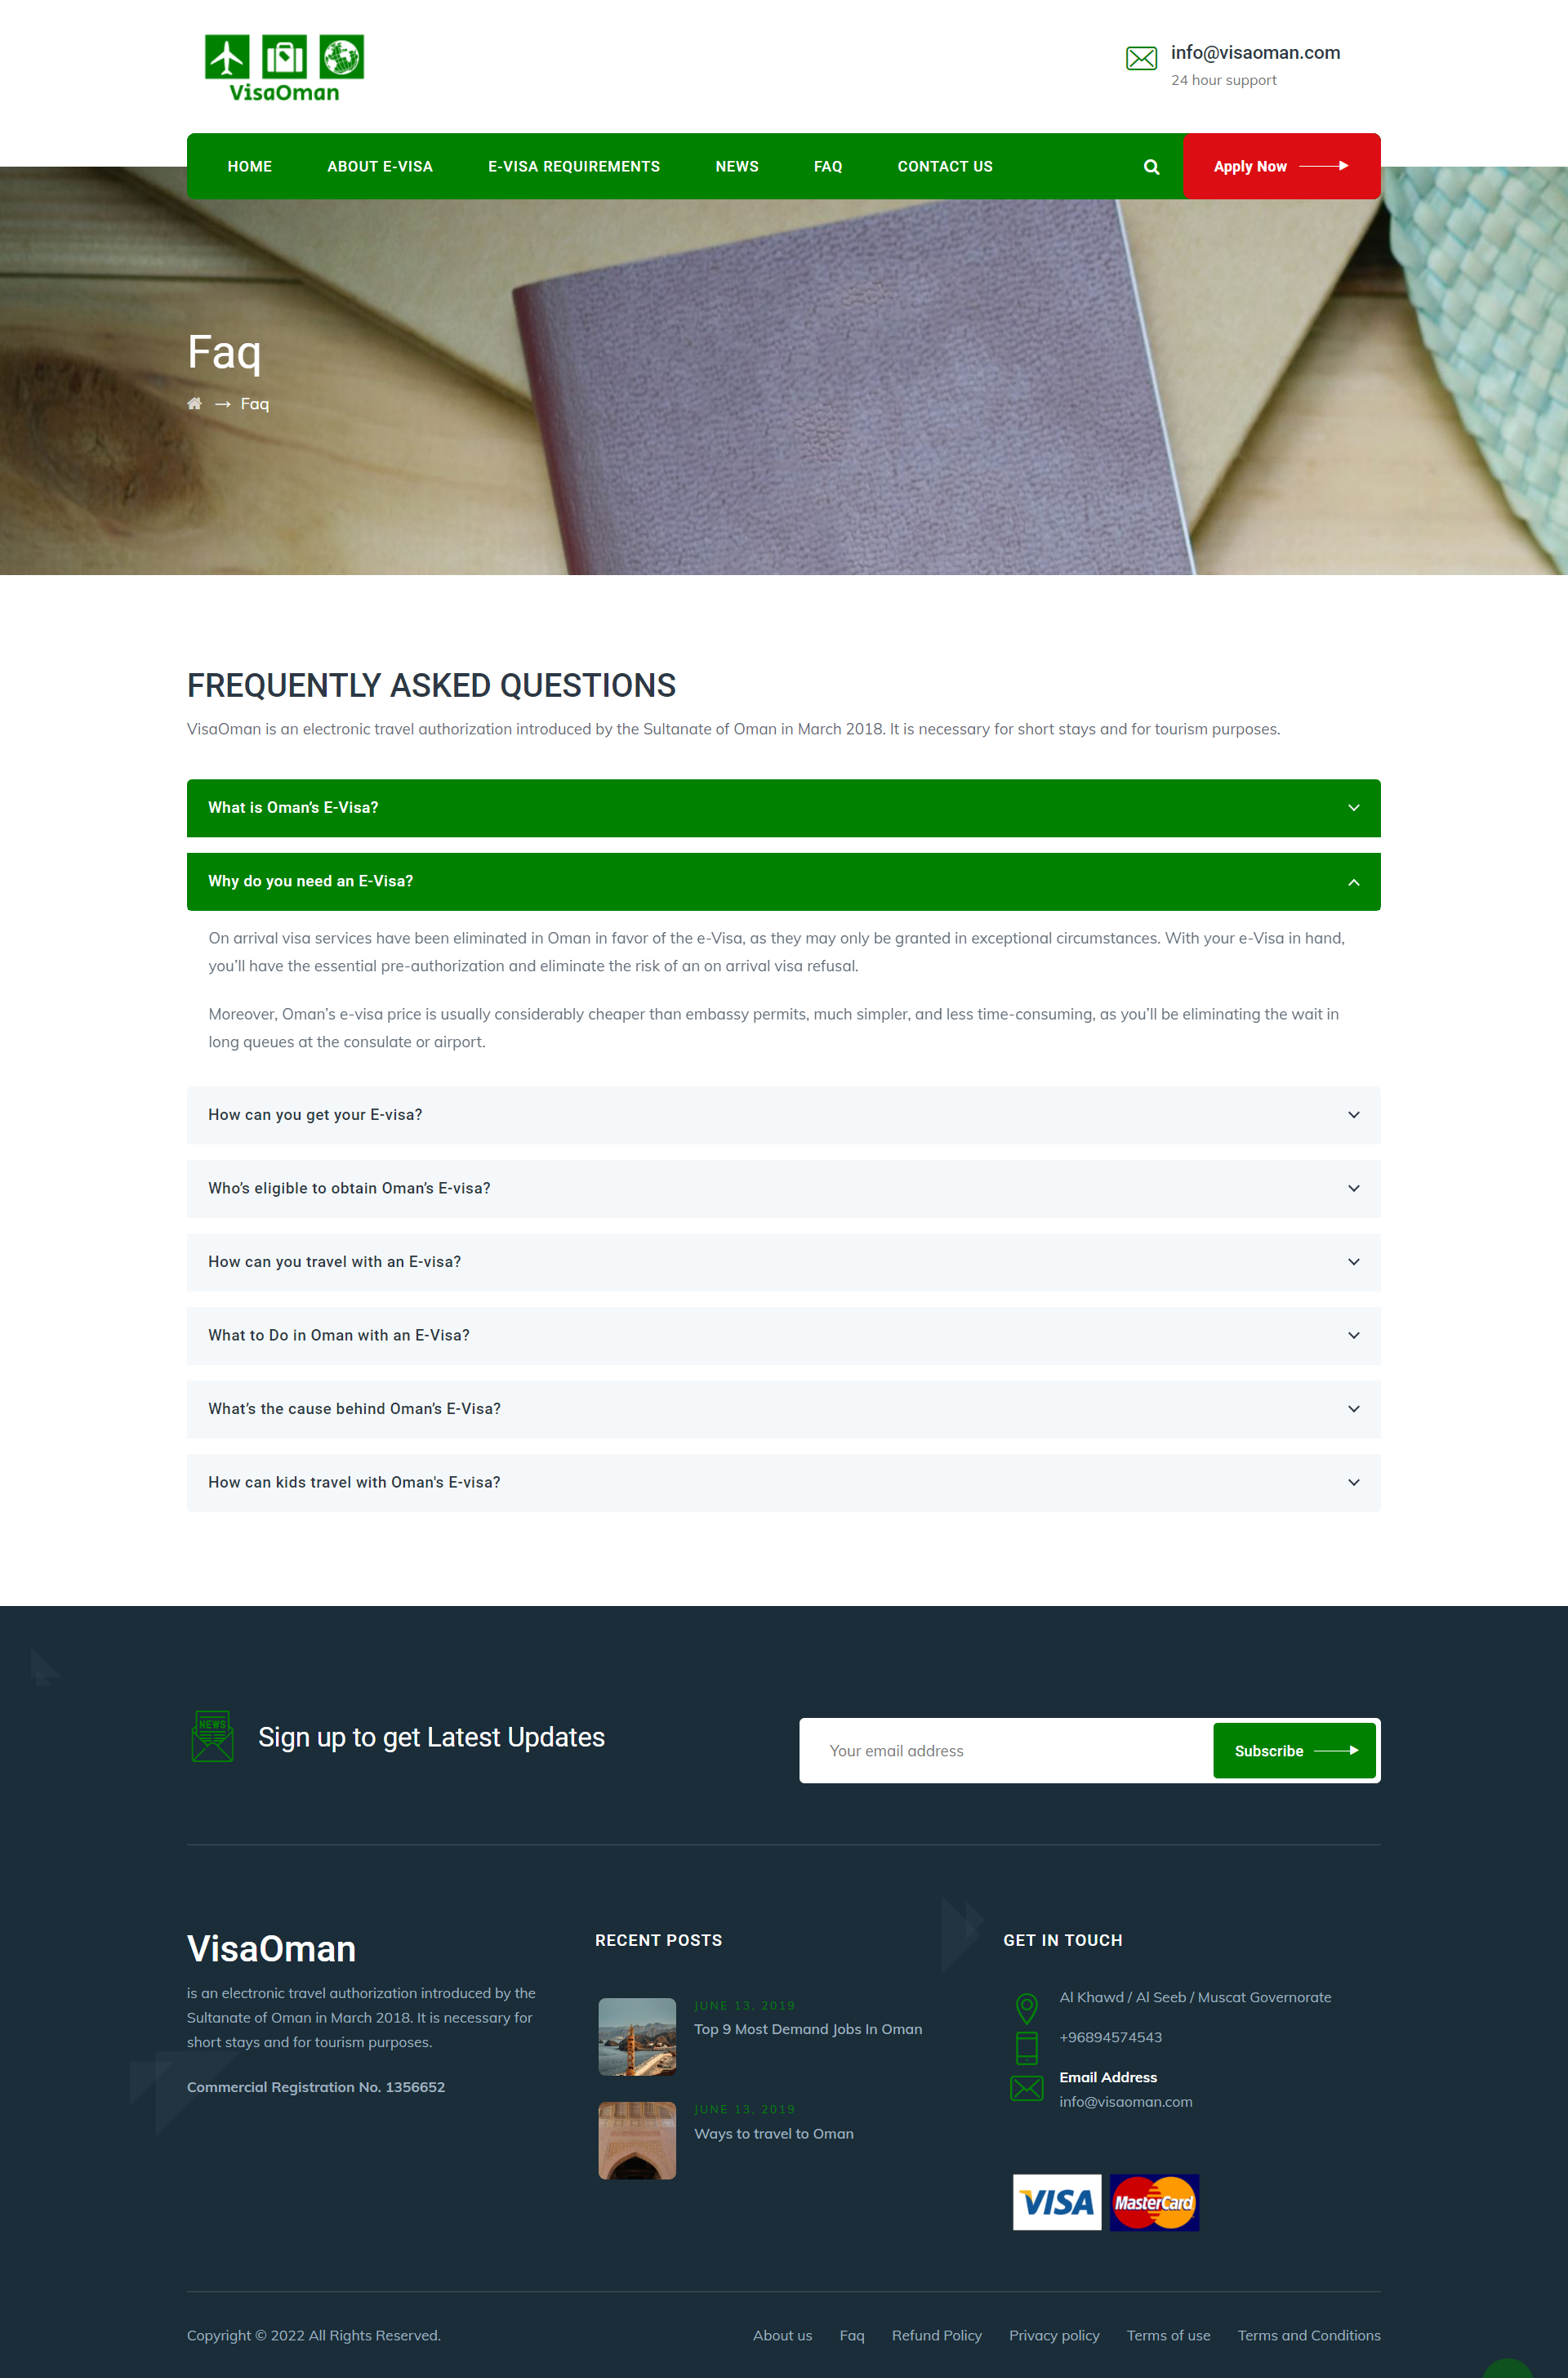 VisaOman
info@visaoman.com
24 hour support
HOME ABOUT E-VISA E-VISA REQUIREMENTS NEWS FAQ CONTACT US Apply Now
Faq
Faq
FREQUENTLY ASKED QUESTIONS
VisaOman is an electronic travel authorization introduced by the Sultanate of Oman in March 2018. It is necessary for short stays and for tourism purposes.
What is Oman’s E-Visa?
Why do you need an E-Visa?
On arrival visa services have been eliminated in Oman in favor of the e-Visa, as they may only be granted in exceptional circumstances. With your e-Visa in hand,
you’ll have the essential pre-authorization and eliminate the risk of an on arrival visa refusal.
Moreover, Oman’s e-visa price is usually considerably cheaper than embassy permits, much simpler, and less time-consuming, as you’ll be eliminating the wait in
long queues at the consulate or airport.
How can you get your E-visa?
Who’s eligible to obtain Oman’s E-visa?
How can you travel with an E-visa?
What to Do in Oman with an E-Visa?
What’s the cause behind Oman’s E-Visa?
How can kids travel with Oman's E-visa?
NEWS
Sign up to get Latest Updates
Your email address
Subscribe
VisaOman
is an electronic travel authorization introduced by the
Sultanate of Oman in March 2018. It is necessary for
short stays and for tourism purposes.
Commercial Registration No. 1356652
RECENT POSTS
JUNE 13, 2019
Top 9 Most Demand Jobs In Oman
JUNE 13, 2019
Ways to travel to Oman
GET IN TOUCH
Al Khawd / Al Seeb / Muscat Governorate
+96894574543
Email Address
info@visaoman.com
VISA MasterCard
Copyright © 2022 All Rights Reserved.
About us Faq Refund Policy Privacy policy Terms of use Terms and Conditions